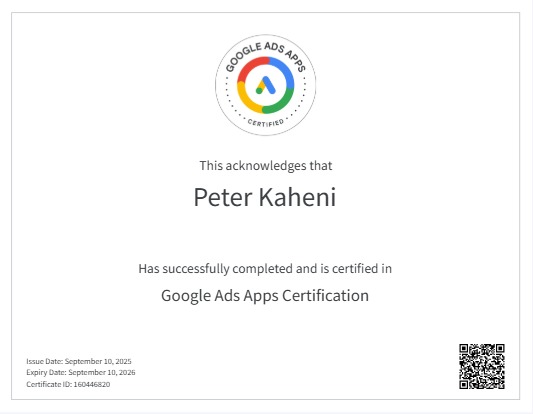 GOOGLE ADS APPS
CERTIFIED
This acknowledges that
Peter Kaheni
Has successfully completed and is certified in
Google Ads Apps Certification
Issue Date: September 10, 2025
Expiry Date: September 10, 2026
Certificate ID: 160446820